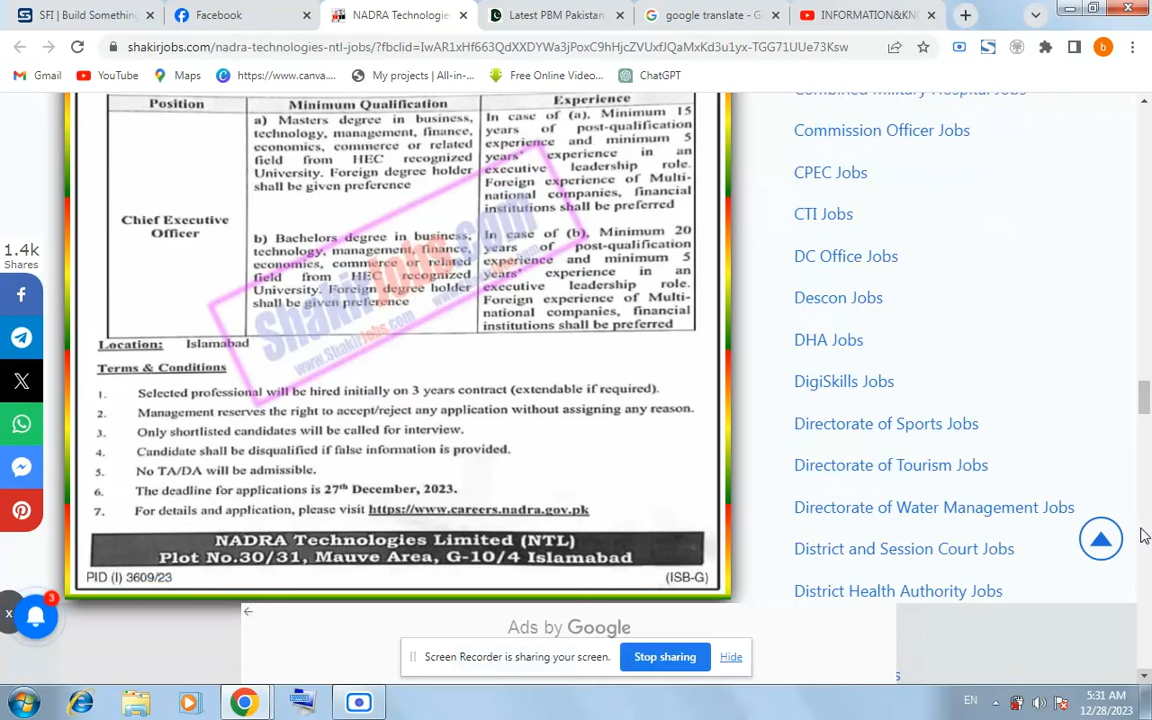 SFI | Build Something
Facebook
NADRA Technologies
Latest PBM Pakistan
google translate - G
INFORMATION&KN
shakirjobs.com/nadra-technologies-ntl-jobs/?fbclid=IwAR1xHf663QdXXDYWa3jPoxC9hHjcZVUxfJQaMxKd3u1yx-TGG71UUe73Ksw
Gmail
YouTube
Maps
https://www.canva....
My projects | All-in-...
Free Online Video...
ChatGPT
Position
Minimum Qualification
Experience
Chief Executive
Officer
a) Masters degree in business,
technology, management, finance,
economics, commerce or related
field from HEC recognized
University. Foreign degree holder
shall be given preference
In case of (a), Minimum 15
years of post-qualification
experience and minimum 5
years' experience in an
executive leadership role.
Foreign experience of Multi-
national companies, financial
institutions shall be preferred
b) Bachelors degree in business,
technology, management, finance,
economics, commerce or related
field from HEC recognized
University. Foreign degree holder
shall be given preference
In case of (b), Minimum 20
years of post-qualification
experience and minimum 5
years' experience in an
executive leadership role.
Foreign experience of Multi-
national companies, financial
institutions shall be preferred
ShakirJobs.com
www.ShakirJobs.com
Location: Islamabad
Terms & Conditions
1. Selected professional will be hired initially on 3 years contract (extendable if required).
2. Management reserves the right to accept/reject any application without assigning any reason.
3. Only shortlisted candidates will be called for interview.
4. Candidate shall be disqualified if false information is provided.
5. No TA/DA will be admissible.
6. The deadline for applications is 27th December, 2023.
7. For details and application, please visit https://www.careers.nadra.gov.pk
NADRA Technologies Limited (NTL)
Plot No.30/31, Mauve Area, G-10/4 Islamabad
PID (I) 3609/23
(ISB-G)
1.4k
Shares
x
3
Combined Military Hospital Jobs
Commission Officer Jobs
CPEC Jobs
CTI Jobs
DC Office Jobs
Descon Jobs
DHA Jobs
DigiSkills Jobs
Directorate of Sports Jobs
Directorate of Tourism Jobs
Directorate of Water Management Jobs
District and Session Court Jobs
District Health Authority Jobs
Ads by Google
Screen Recorder is sharing your screen.
Stop sharing
Hide
EN
5:31 AM
12/28/2023